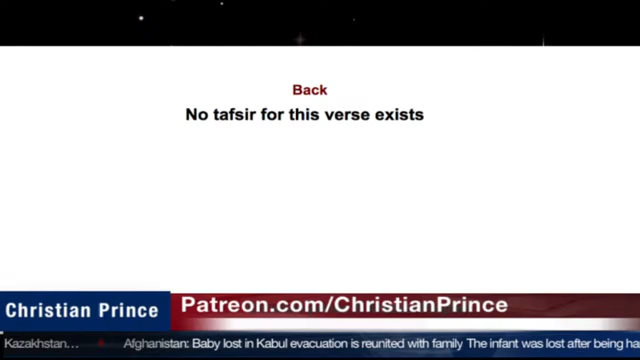 Back
No tafsir for this verse exists
Christian Prince
Patreon.com/ChristianPrince
Kazakhstan… Afghanistan: Baby lost in Kabul evacuation is reunited with family The infant was lost after being ha